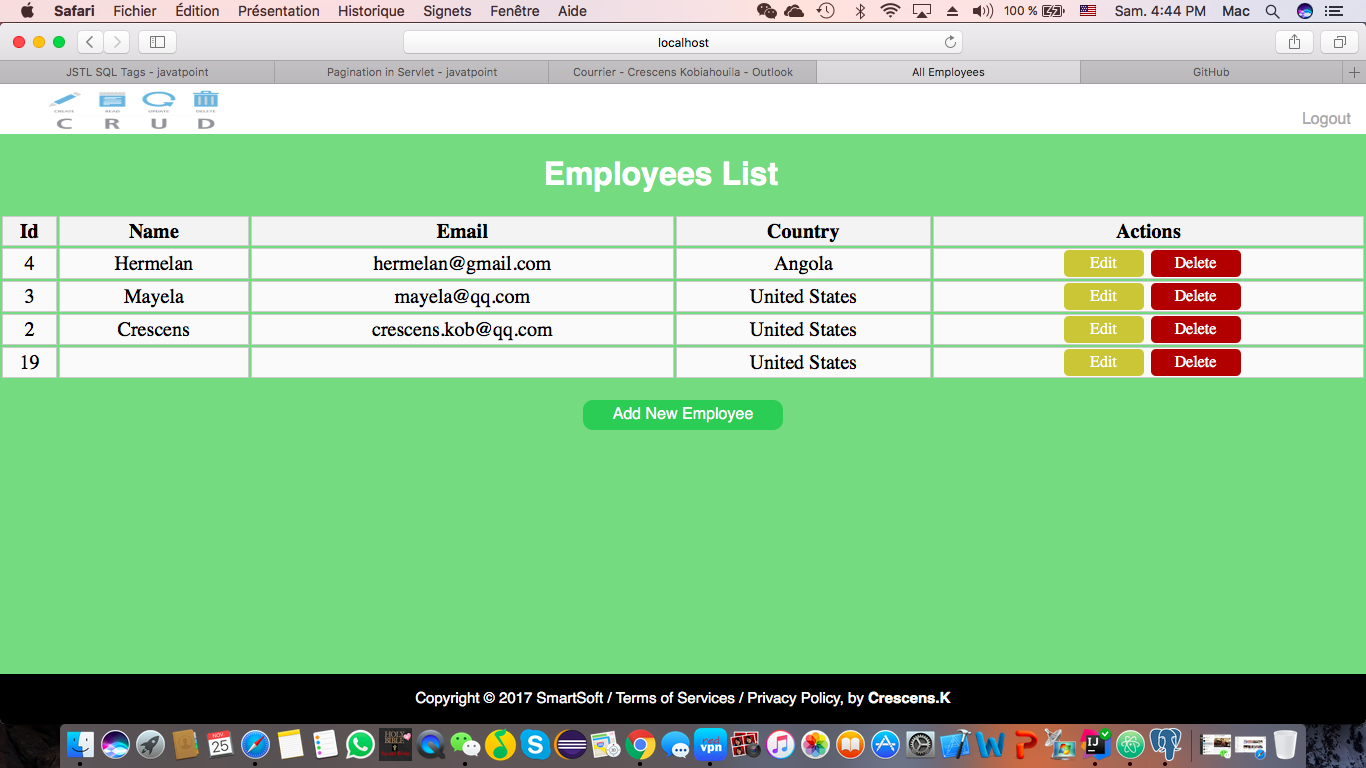 Safari Fichier Édition Présentation Historique Signets Fenêtre Aide 100 % Sam. 4:44 PM Mac
localhost
JSTL SQL Tags - javatpoint Pagination in Servlet - javatpoint Courrier - Crescens Kobiahouila - Outlook All Employees GitHub
CREATE READ UPDATE DELETE
C R U D
Logout
Employees List
Id Name Email Country Actions
4 Hermelan hermelan@gmail.com Angola Edit Delete
3 Mayela mayela@qq.com United States Edit Delete
2 Crescens crescens.kob@qq.com United States Edit Delete
19 United States Edit Delete
Add New Employee
Copyright © 2017 SmartSoft / Terms of Services / Privacy Policy, by Crescens.K
NOV 25
HOLY BIBLE
vpn
IJ